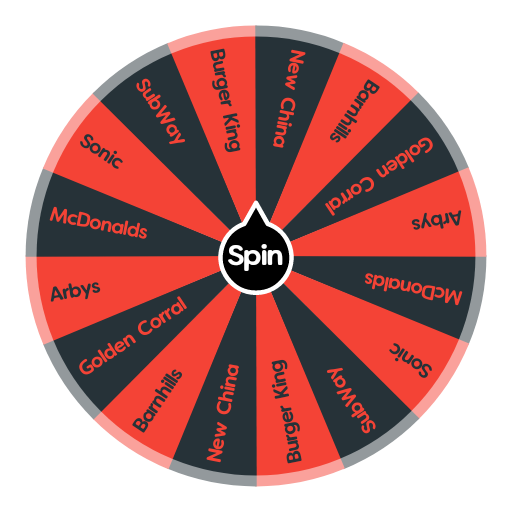 New China
Barnhills
Golden Corral
Arbys
McDonalds
Sonic
SubWay
Burger King
New China
Barnhills
Golden Corral
Arbys
McDonalds
Sonic
SubWay
Burger King
Spin